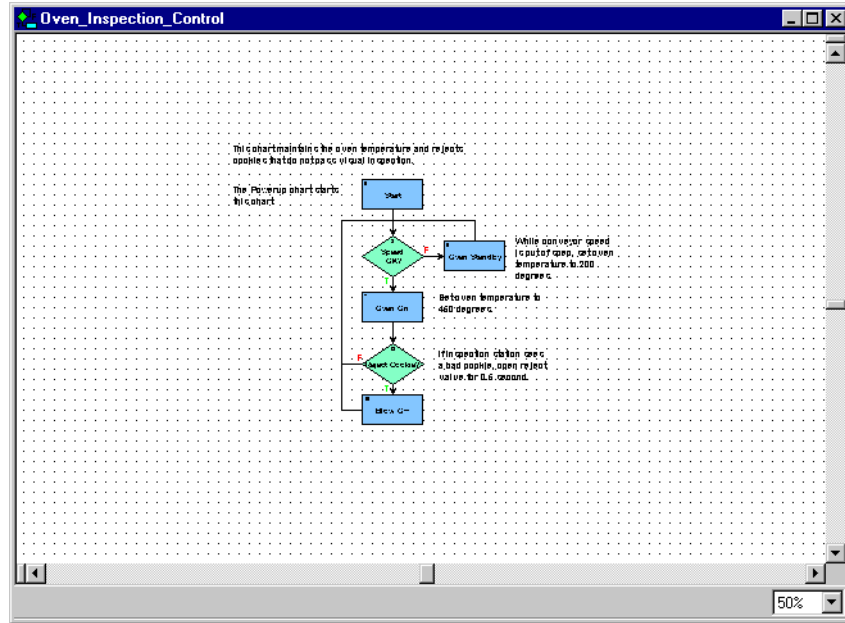 Oven_Inspection_Control
This chart maintains the oven temperature and rejects
cookies that do not pass visual inspection.
The Powerup chart starts
this chart
Start
Speed
OK?
F
Oven Standby
While conveyor speed
is out of spec, set oven
temperature to 200
degrees.
T
Oven On
Set oven temperature to
450 degrees.
F
Reject Cookie?
If inspection station sees
a bad cookie, open reject
valve for 0.5 second.
T
Blow Off
50%